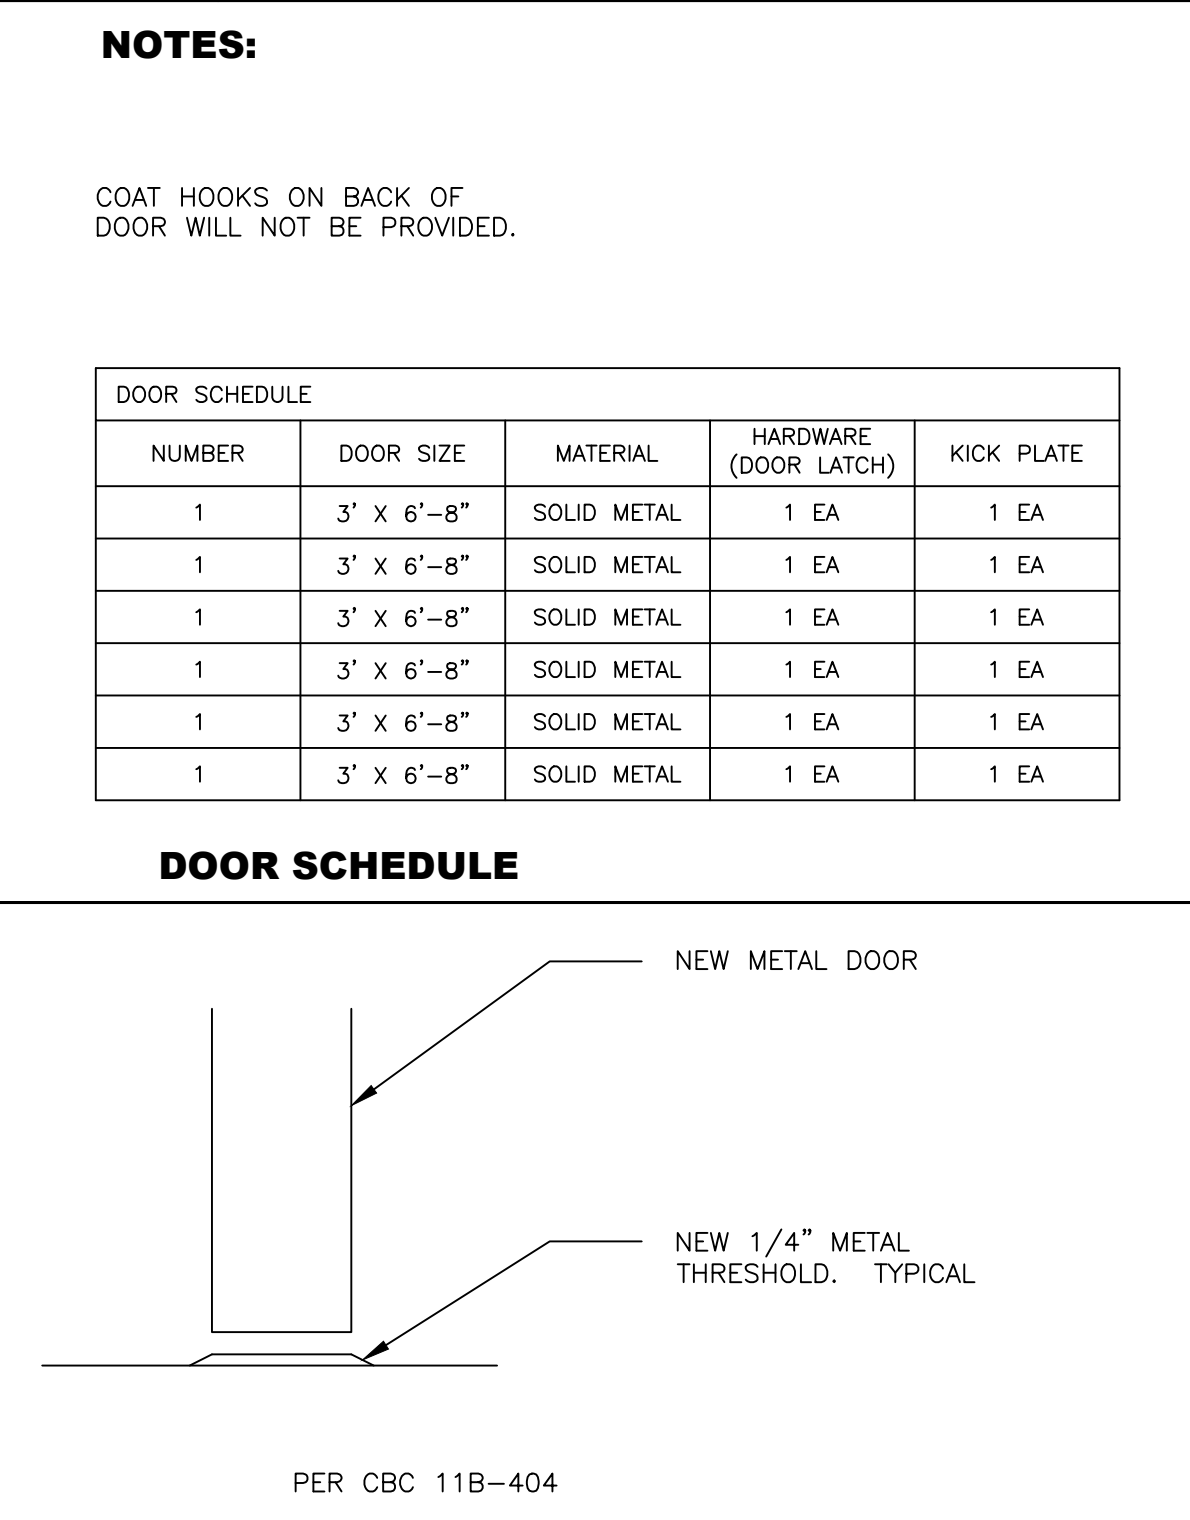 NOTES:
COAT HOOKS ON BACK OF
DOOR WILL NOT BE PROVIDED.
DOOR SCHEDULE
NUMBER DOOR SIZE MATERIAL HARDWARE (DOOR LATCH) KICK PLATE
1 3' X 6'-8" SOLID METAL 1 EA 1 EA
1 3' X 6'-8" SOLID METAL 1 EA 1 EA
1 3' X 6'-8" SOLID METAL 1 EA 1 EA
1 3' X 6'-8" SOLID METAL 1 EA 1 EA
1 3' X 6'-8" SOLID METAL 1 EA 1 EA
1 3' X 6'-8" SOLID METAL 1 EA 1 EA
DOOR SCHEDULE
NEW METAL DOOR
NEW 1/4" METAL
THRESHOLD. TYPICAL
PER CBC 11B-404